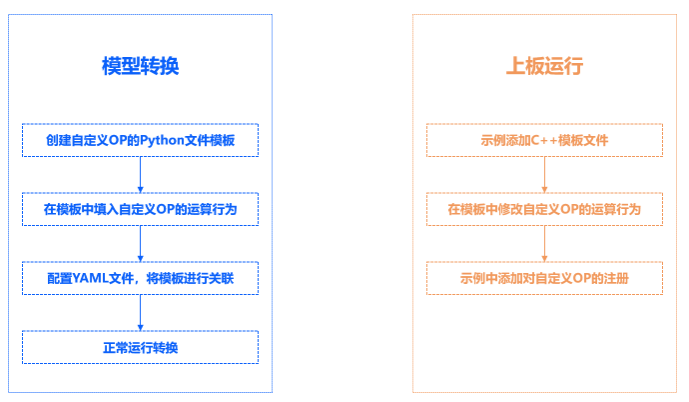 模型转换
创建自定义OP的Python文件模板
在模板中填入自定义OP的运算行为
配置YAML文件，将模板进行关联
正常运行转换
上板运行
示例添加C++模板文件
在模板中修改自定义OP的运算行为
示例中添加对自定义OP的注册